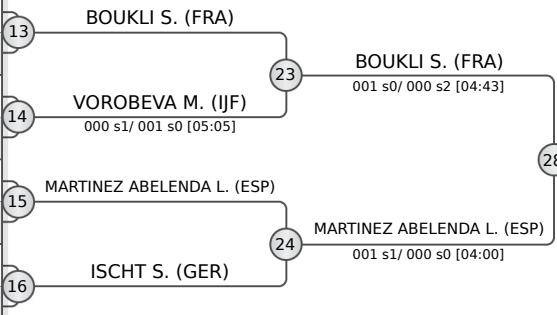 BOUKLI S. (FRA)
13
23
BOUKLI S. (FRA)
001 s0/ 000 s2 [04:43]
VOROBEVA M. (IJF)
14
000 s1/ 001 s0 [05:05]
28
MARTINEZ ABELENDA L. (ESP)
15
24
MARTINEZ ABELENDA L. (ESP)
001 s1/ 000 s0 [04:00]
ISCHT S. (GER)
16